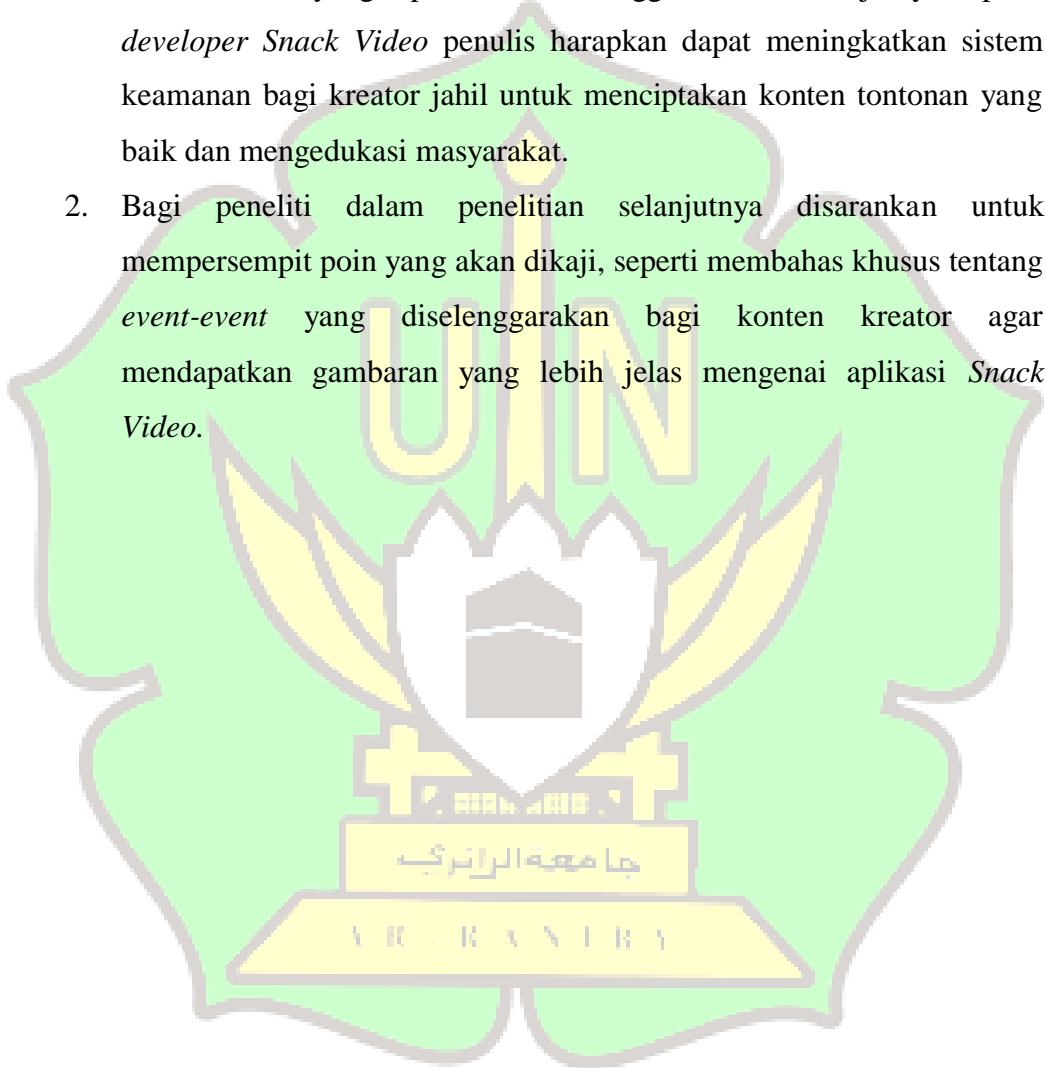 developer Snack Video penulis harapkan dapat meningkatkan sistem
keamanan bagi kreator jahil untuk menciptakan konten tontonan yang
baik dan mengedukasi masyarakat.
2. Bagi peneliti dalam penelitian selanjutnya disarankan untuk
mempersempit poin yang akan dikaji, seperti membahas khusus tentang
event-event yang diselenggarakan bagi konten kreator agar
mendapatkan gambaran yang lebih jelas mengenai aplikasi Snack
Video.
UIN
جامعة الرانري
AR-RANIRY